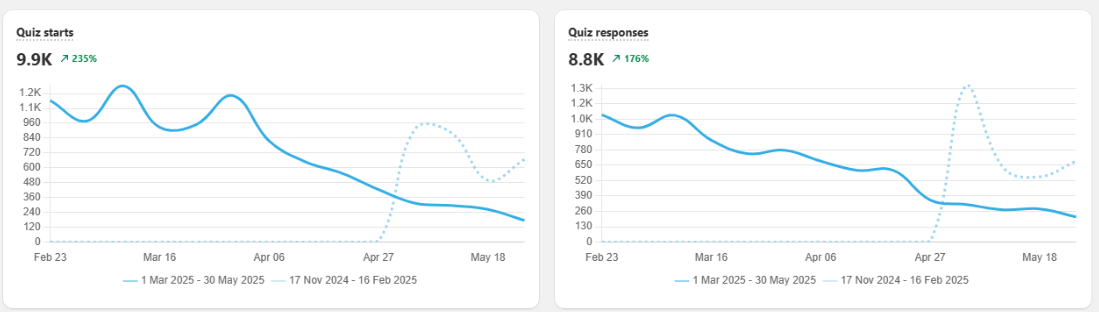 Quiz starts
9.9K ↗ 235%
1.2K
1.1K
960
840
720
600
480
360
240
120
0
Feb 23 Mar 16 Apr 06 Apr 27 May 18
1 Mar 2025 - 30 May 2025 17 Nov 2024 - 16 Feb 2025
Quiz responses
8.8K ↗ 176%
1.3K
1.2K
1.0K
910
780
650
520
390
260
130
0
Feb 23 Mar 16 Apr 06 Apr 27 May 18
1 Mar 2025 - 30 May 2025 17 Nov 2024 - 16 Feb 2025